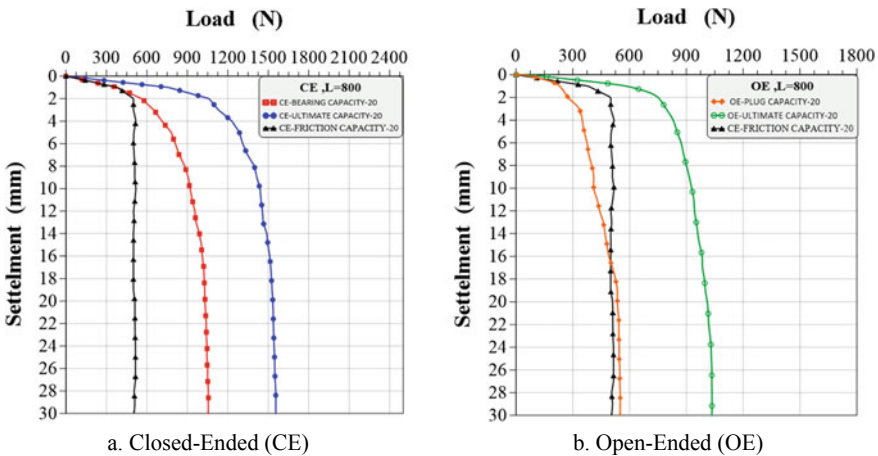 Load (N)
0 300 600 900 1200 1500 1800 2100 2400
0
2
4
6
8
10
12
14
16
18
20
22
24
26
28
30
Settelment (mm)
CE ,L=800
CE-BEARING CAPACITY-20
CE-ULTIMATE CAPACITY-20
CE-FRICTION CAPACITY-20
a. Closed-Ended (CE)
Load (N)
0 300 600 900 1200 1500 1800
0
2
4
6
8
10
12
14
16
18
20
22
24
26
28
30
Settelment (mm)
OE ,L=800
OE-PLUG CAPACITY-20
OE-ULTIMATE CAPACITY-20
CE-FRICTION CAPACITY-20
b. Open-Ended (OE)